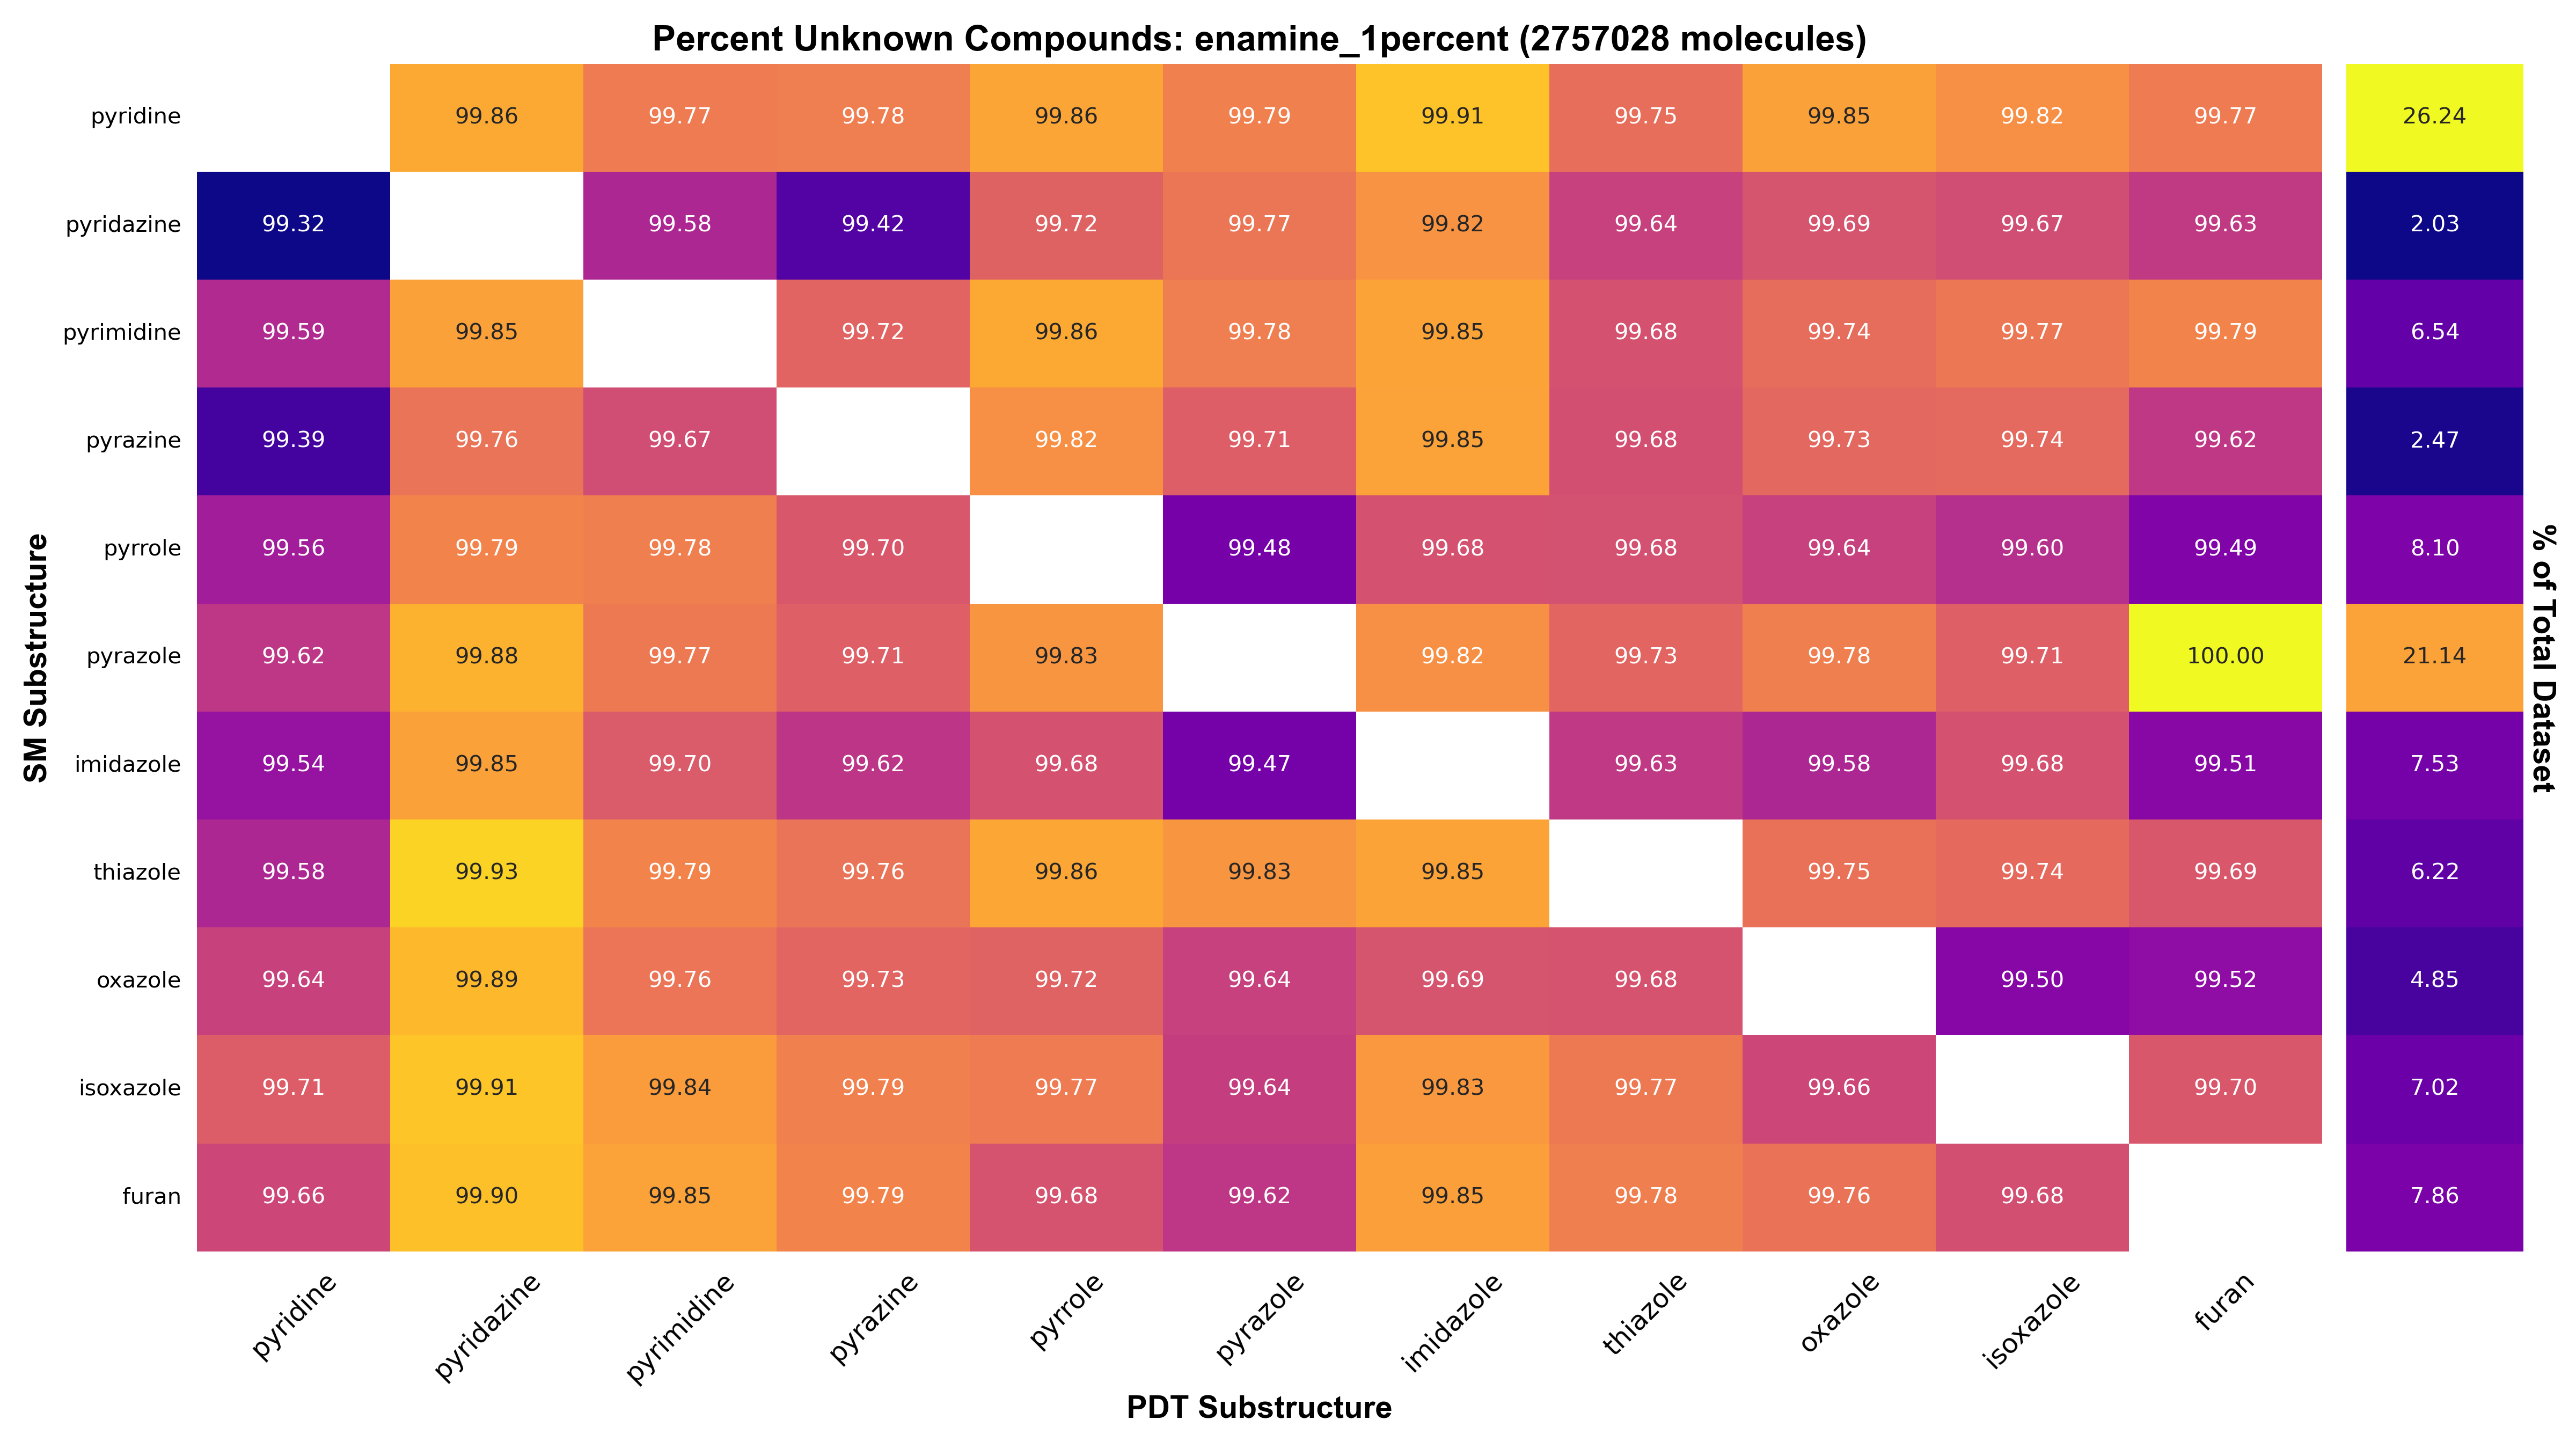 Percent Unknown Compounds: enamine_1percent (2757028 molecules)
pyridine 99.86 99.77 99.78 99.86 99.79 99.91 99.75 99.85 99.82 99.77 26.24
pyridazine 99.32 99.58 99.42 99.72 99.77 99.82 99.64 99.69 99.67 99.63 2.03
pyrimidine 99.59 99.85 99.72 99.86 99.78 99.85 99.68 99.74 99.77 99.79 6.54
pyrazine 99.39 99.76 99.67 99.82 99.71 99.85 99.68 99.73 99.74 99.62 2.47
pyrrole 99.56 99.79 99.78 99.70 99.48 99.68 99.68 99.64 99.60 99.49 8.10
pyrazole 99.62 99.88 99.77 99.71 99.83 99.82 99.73 99.78 99.71 100.00 21.14
imidazole 99.54 99.85 99.70 99.62 99.68 99.47 99.63 99.58 99.68 99.51 7.53
thiazole 99.58 99.93 99.79 99.76 99.86 99.83 99.85 99.75 99.74 99.69 6.22
oxazole 99.64 99.89 99.76 99.73 99.72 99.64 99.69 99.68 99.50 99.52 4.85
isoxazole 99.71 99.91 99.84 99.79 99.77 99.64 99.83 99.77 99.66 99.70 7.02
furan 99.66 99.90 99.85 99.79 99.68 99.62 99.85 99.78 99.76 99.68 7.86
SM Substructure
% of Total Dataset
pyridine pyridazine pyrimidine pyrazine pyrrole pyrazole imidazole thiazole oxazole isoxazole furan
PDT Substructure